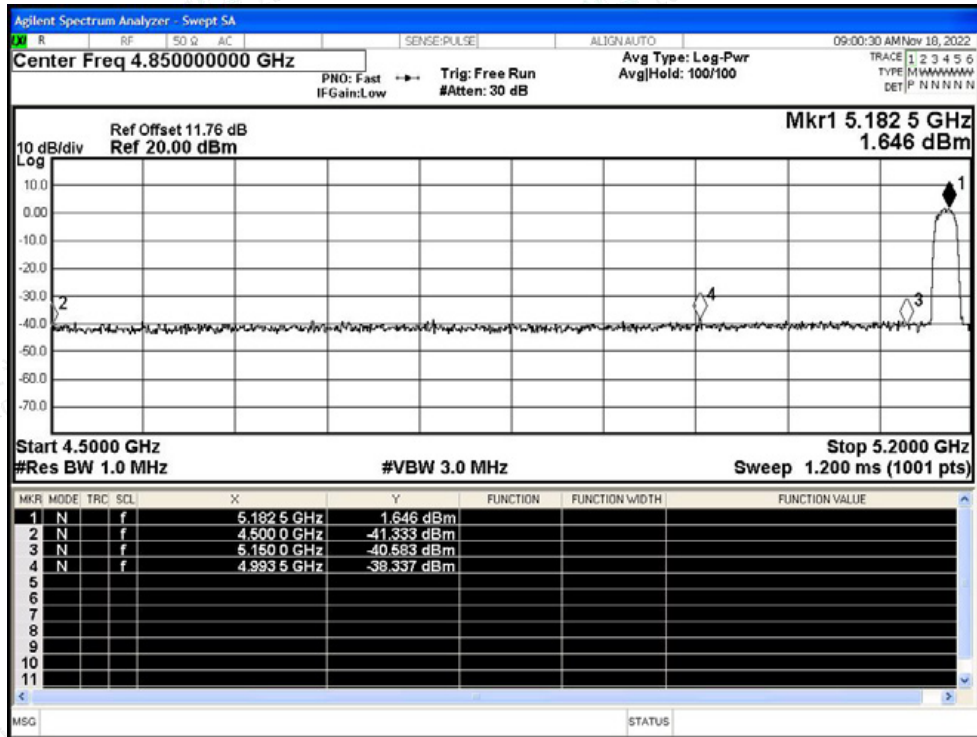 Agilent Spectrum Analyzer - Swept SA
R RF 50 Ω AC SENSE:PULSE ALIGNAUTO 09:00:30 AM Nov 18, 2022
Center Freq 4.850000000 GHz
PNO: Fast Trig: Free Run
IFGain:Low #Atten: 30 dB
Avg Type: Log-Pwr
Avg|Hold: 100/100
TRACE 1 2 3 4 5 6
TYPE M WWWWW
DET P N N N N N
Ref Offset 11.76 dB
10 dB/div Ref 20.00 dBm
Log
Mkr1 5.182 5 GHz
1.646 dBm
10.0
0.00
-10.0
-20.0
-30.0
-40.0
-50.0
-60.0
-70.0
1
2
4
3
Start 4.5000 GHz Stop 5.2000 GHz
#Res BW 1.0 MHz #VBW 3.0 MHz Sweep 1.200 ms (1001 pts)
MKR MODE TRC SCL X Y FUNCTION FUNCTION WIDTH FUNCTION VALUE
1 N f 5.182 5 GHz 1.646 dBm
2 N f 4.500 0 GHz -41.333 dBm
3 N f 5.150 0 GHz -40.583 dBm
4 N f 4.993 5 GHz -38.337 dBm
5
6
7
8
9
10
11
MSG STATUS